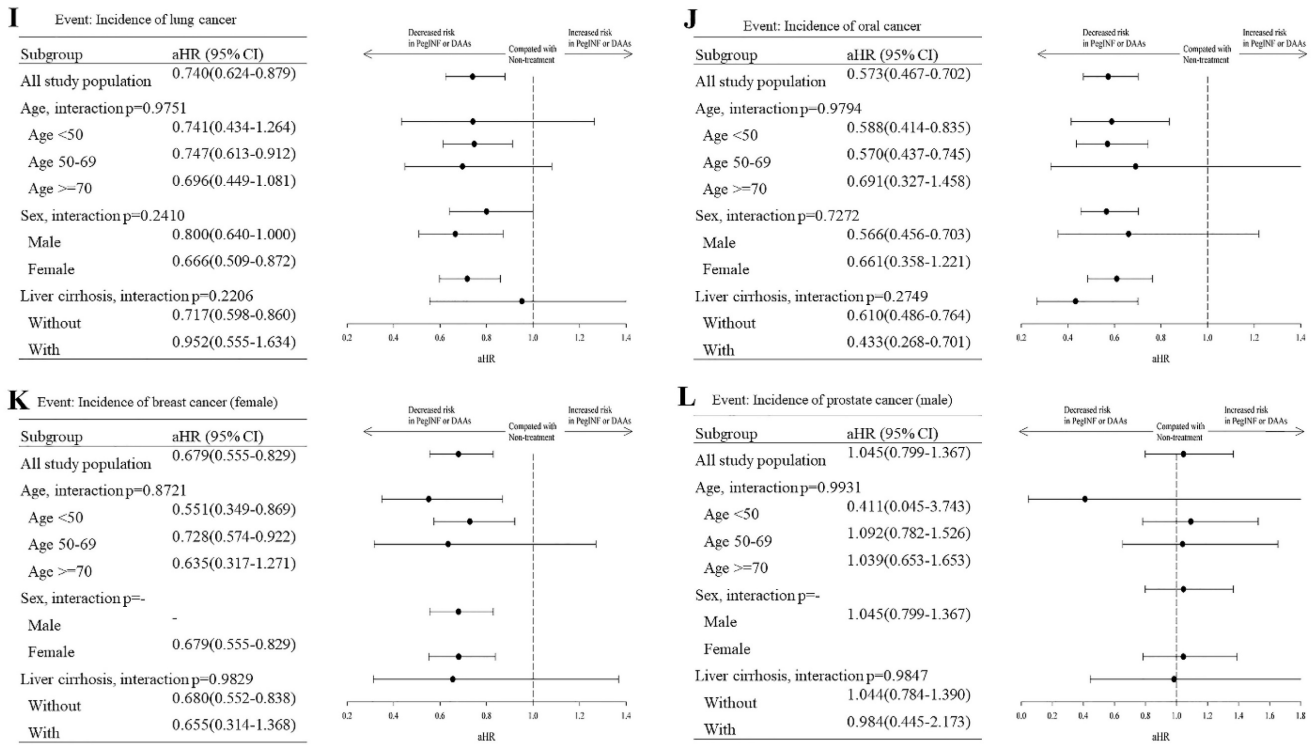 I Event: Incidence of lung cancer
Subgroup aHR (95% CI)
All study population 0.740(0.624-0.879)
Age, interaction p=0.9751
Age <50 0.741(0.434-1.264)
Age 50-69 0.747(0.613-0.912)
Age >=70 0.696(0.449-1.081)
Sex, interaction p=0.2410
Male 0.800(0.640-1.000)
Female 0.666(0.509-0.872)
Liver cirrhosis, interaction p=0.2206
Without 0.717(0.598-0.860)
With 0.952(0.555-1.634)
Decreased risk
in PegINF or DAAs
Compated with
Non-treatment
Increased risk
in PegINF or DAAs
0.2 0.4 0.6 0.8 1.0 1.2 1.4
aHR
J Event: Incidence of oral cancer
Subgroup aHR (95% CI)
All study population 0.573(0.467-0.702)
Age, interaction p=0.9794
Age <50 0.588(0.414-0.835)
Age 50-69 0.570(0.437-0.745)
Age >=70 0.691(0.327-1.458)
Sex, interaction p=0.7272
Male 0.566(0.456-0.703)
Female 0.661(0.358-1.221)
Liver cirrhosis, interaction p=0.2749
Without 0.610(0.486-0.764)
With 0.433(0.268-0.701)
Decreased risk
in PegINF or DAAs
Compated with
Non-treatment
Increased risk
in PegINF or DAAs
0.2 0.4 0.6 0.8 1.0 1.2 1.4
aHR
K Event: Incidence of breast cancer (female)
Subgroup aHR (95% CI)
All study population 0.679(0.555-0.829)
Age, interaction p=0.8721
Age <50 0.551(0.349-0.869)
Age 50-69 0.728(0.574-0.922)
Age >=70 0.635(0.317-1.271)
Sex, interaction p=-
Male -
Female 0.679(0.555-0.829)
Liver cirrhosis, interaction p=0.9829
Without 0.680(0.552-0.838)
With 0.655(0.314-1.368)
Decreased risk
in PegINF or DAAs
Compated with
Non-treatment
Increased risk
in PegINF or DAAs
0.2 0.4 0.6 0.8 1.0 1.2 1.4
aHR
L Event: Incidence of prostate cancer (male)
Subgroup aHR (95% CI)
All study population 1.045(0.799-1.367)
Age, interaction p=0.9931
Age <50 0.411(0.045-3.743)
Age 50-69 1.092(0.782-1.526)
Age >=70 1.039(0.653-1.653)
Sex, interaction p=-
Male 1.045(0.799-1.367)
Female
Liver cirrhosis, interaction p=0.9847
Without 1.044(0.784-1.390)
With 0.984(0.445-2.173)
Decreased risk
in PegINF or DAAs
Compated with
Non-treatment
Increased risk
in PegINF or DAAs
0.0 0.2 0.4 0.6 0.8 1.0 1.2 1.4 1.6 1.8
aHR